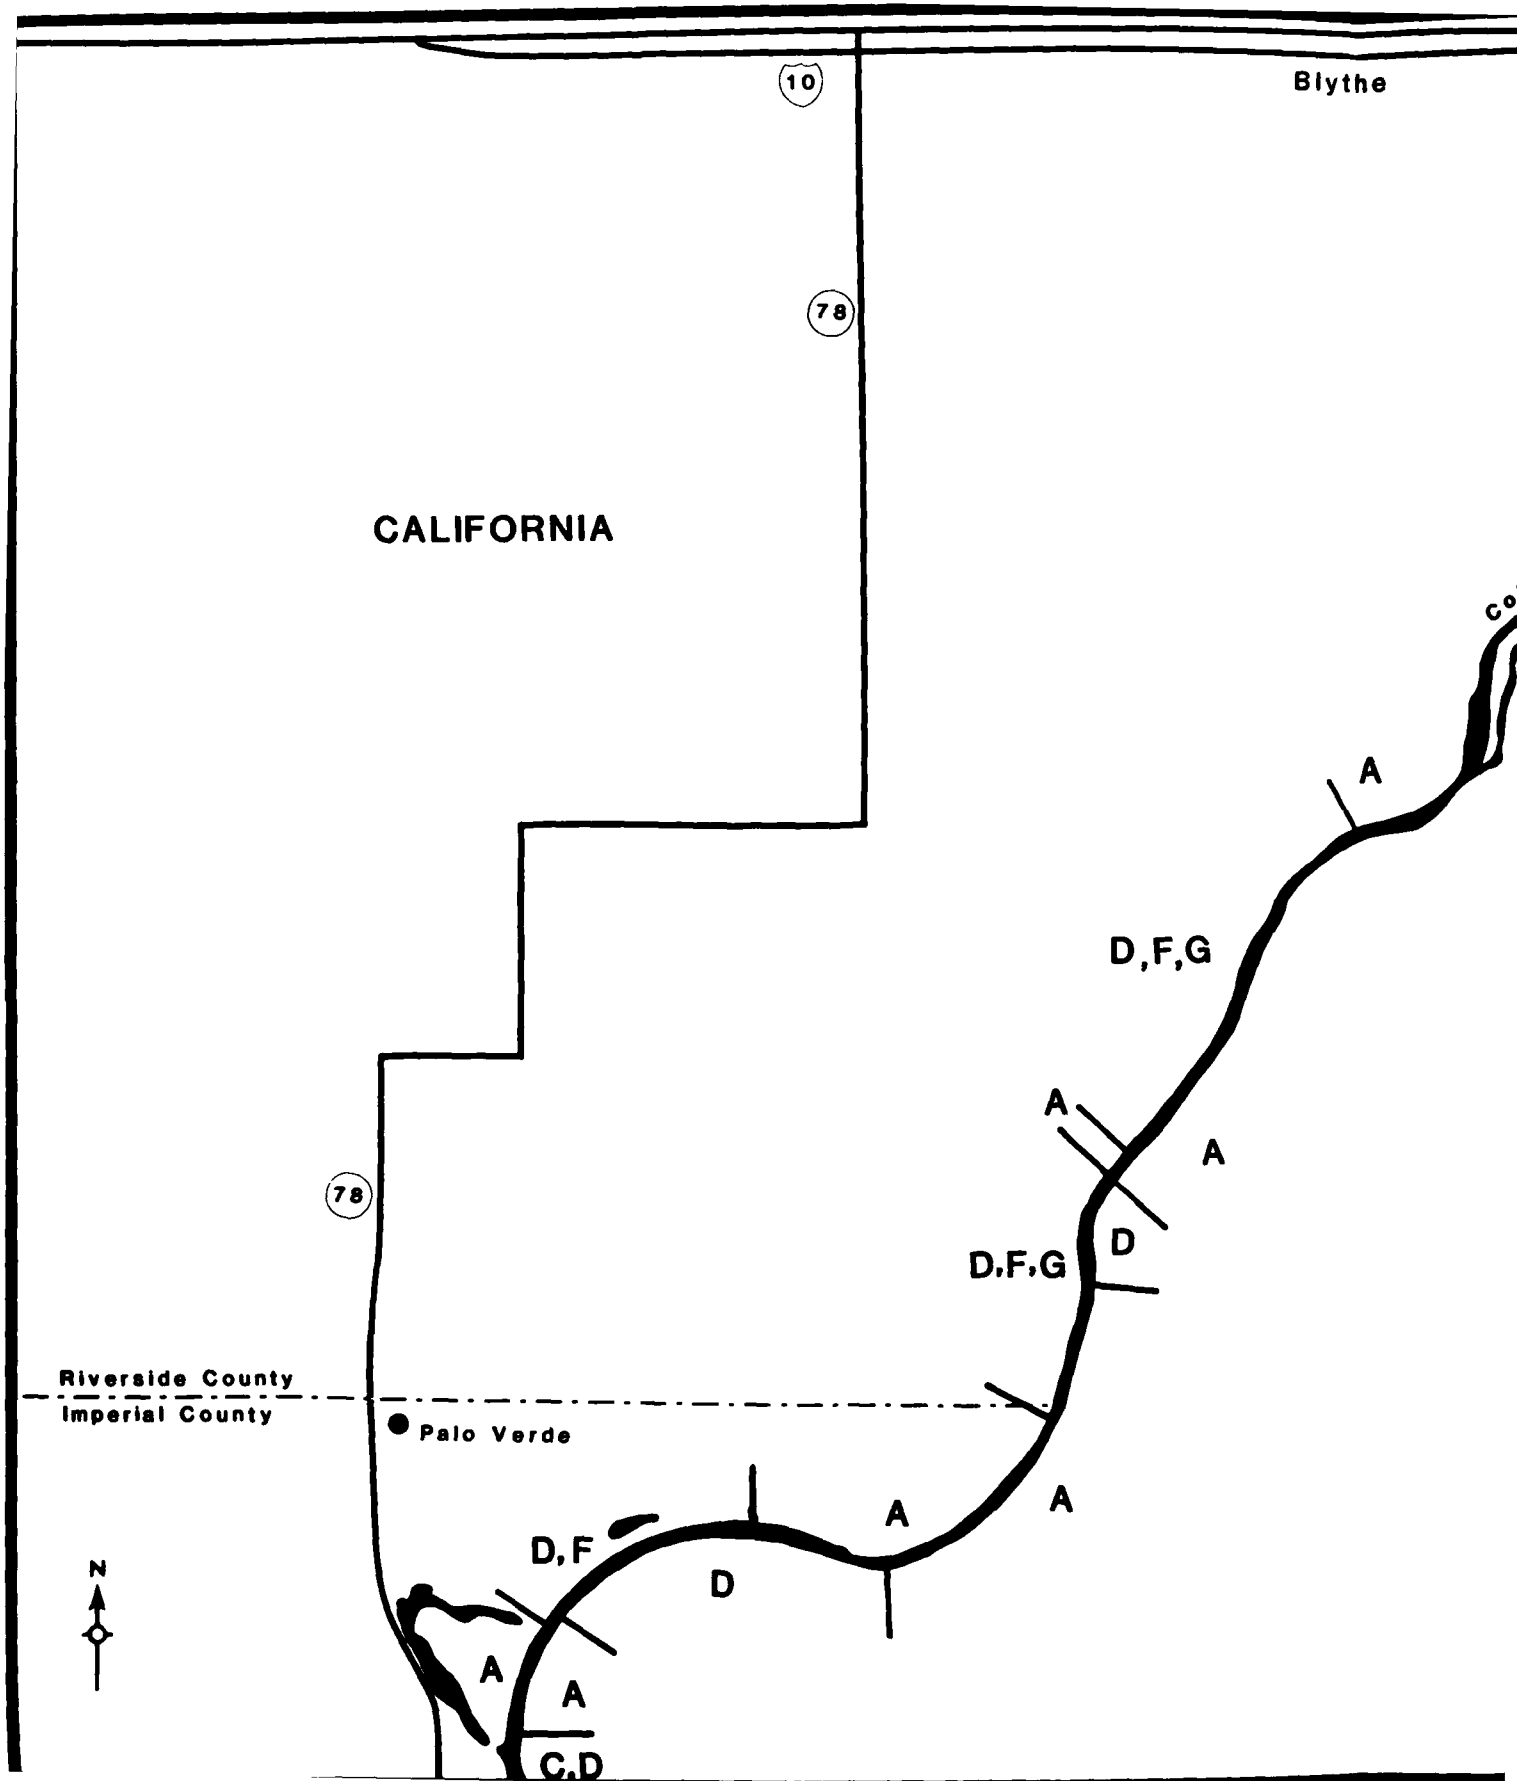 10
Blythe
78
CALIFORNIA
A
D,F,G
A
A
78
D
D,F,G
Riverside County
Imperial County
Palo Verde
A
A
D,F
D
N
A
A
C,D